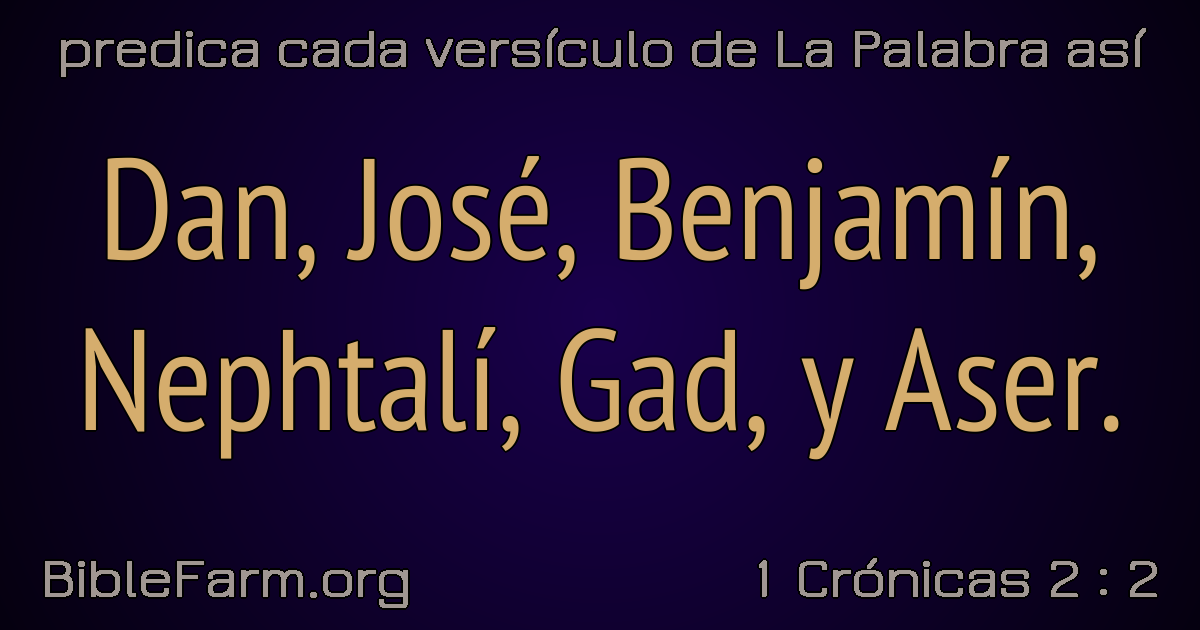 predica cada versículo de La Palabra así
Dan, José, Benjamín,
Nephtalí, Gad, y Aser.
BibleFarm.org
1 Crónicas 2 : 2